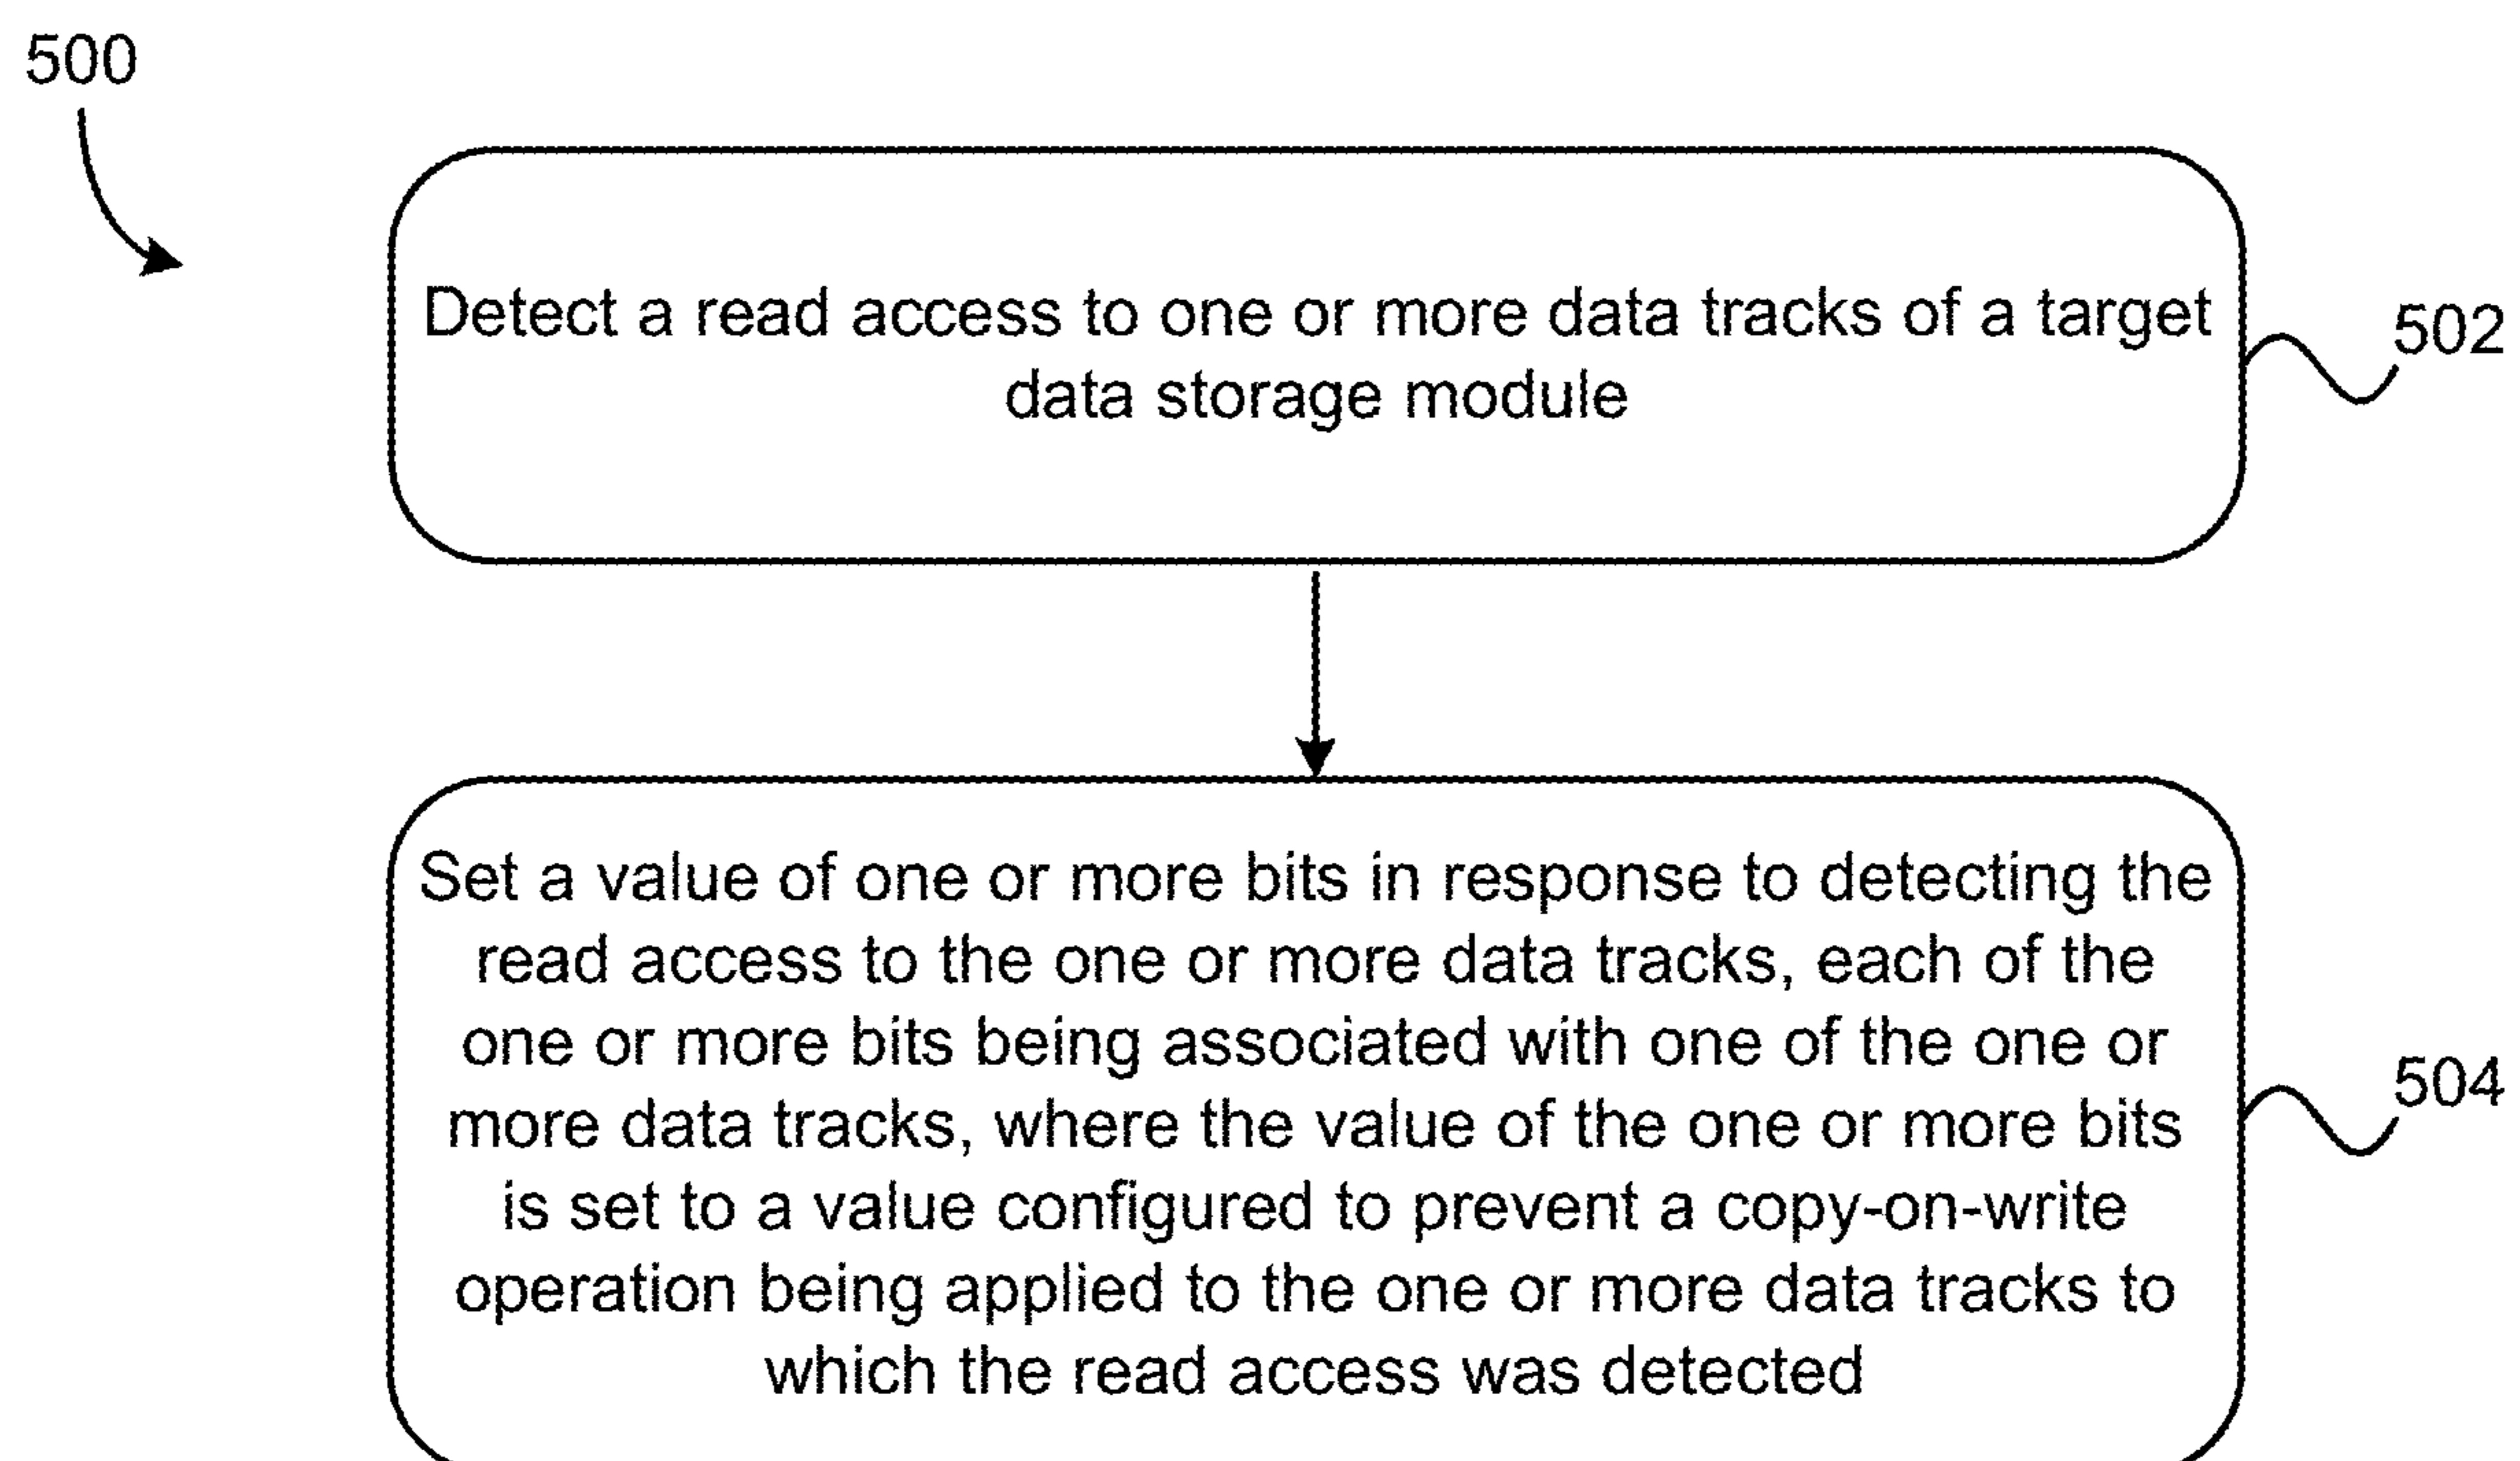 500
Detect a read access to one or more data tracks of a target
data storage module
502
Set a value of one or more bits in response to detecting the
read access to the one or more data tracks, each of the
one or more bits being associated with one of the one or
more data tracks, where the value of the one or more bits
is set to a value configured to prevent a copy-on-write
operation being applied to the one or more data tracks to
which the read access was detected
504